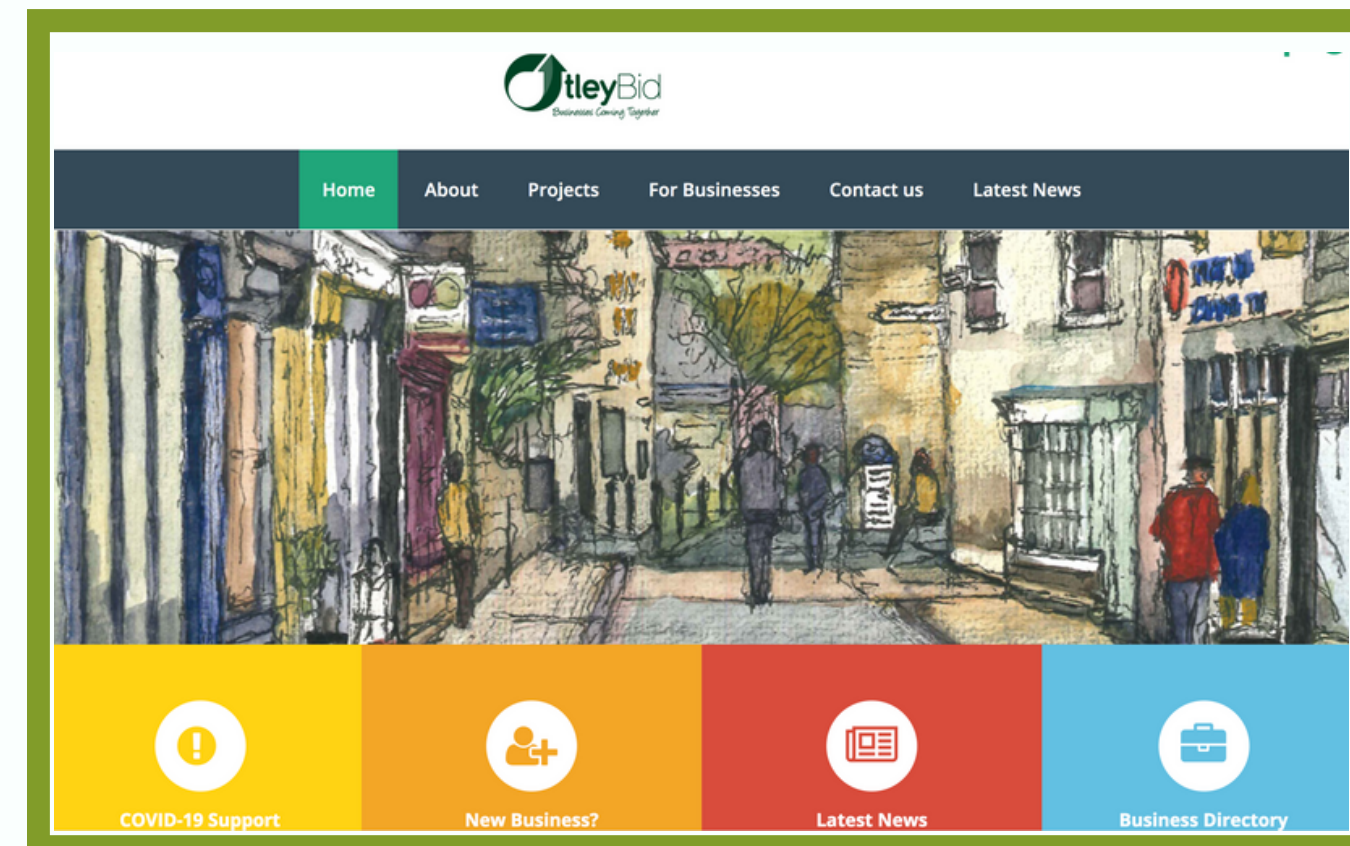 OtleyBid
Businesses Coming Together
Home About Projects For Businesses Contact us Latest News
COVID-19 Support New Business? Latest News Business Directory